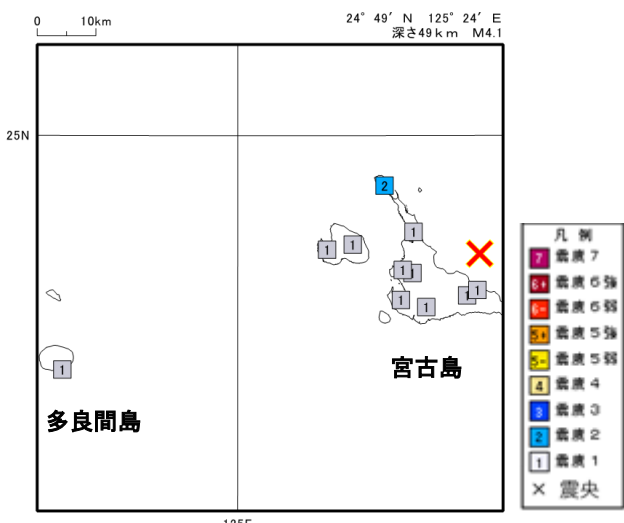 0 10km
24° 49′ N 125° 24′ E
深さ49km M4.1
25N
2
1
1
1
1
1
1
1
1
1
1
宮古島
多良間島
125E
凡 例
7 震度7
6+ 震度6強
6- 震度6弱
5+ 震度5強
5- 震度5弱
4 震度4
3 震度3
2 震度2
1 震度1
× 震央